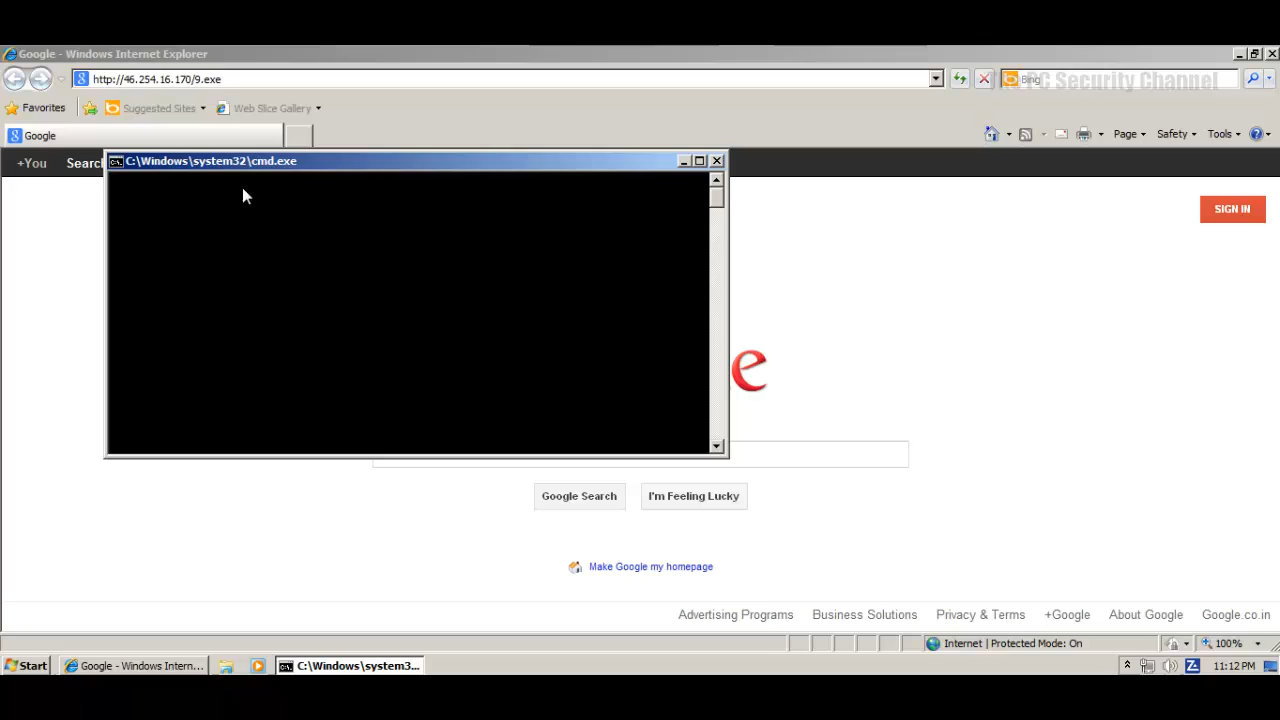 Google - Windows Internet Explorer
http://46.254.16.170/9.exe
Bing
PC Security Channel
Favorites
Suggested Sites
Web Slice Gallery
Google
Page
Safety
Tools
+You
C:\Windows\system32\cmd.exe
SIGN IN
e
Google Search
I'm Feeling Lucky
Make Google my homepage
Advertising Programs
Business Solutions
Privacy & Terms
+Google
About Google
Google.co.in
Internet | Protected Mode: On
100%
Start
Google - Windows Intern...
C:\Windows\system3...
Z
11:12 PM